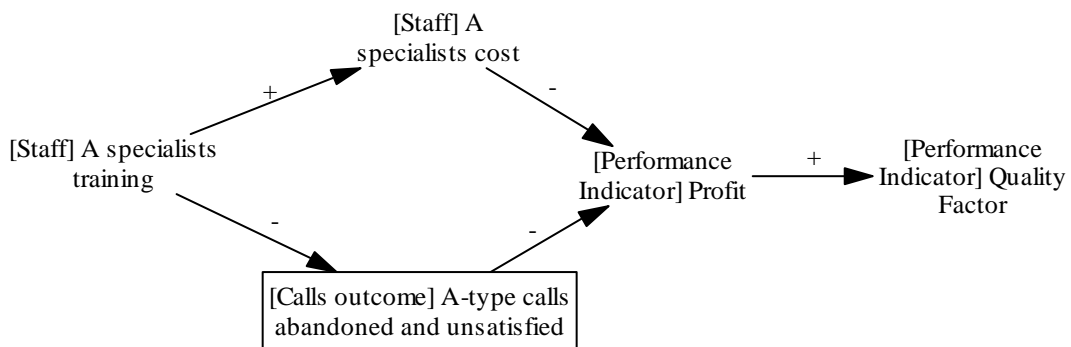 [Staff] A
specialists cost
+
-
[Staff] A specialists
training
[Performance
Indicator] Profit
+
[Performance
Indicator] Quality
Factor
-
-
[Calls outcome] A-type calls
abandoned and unsatisfied